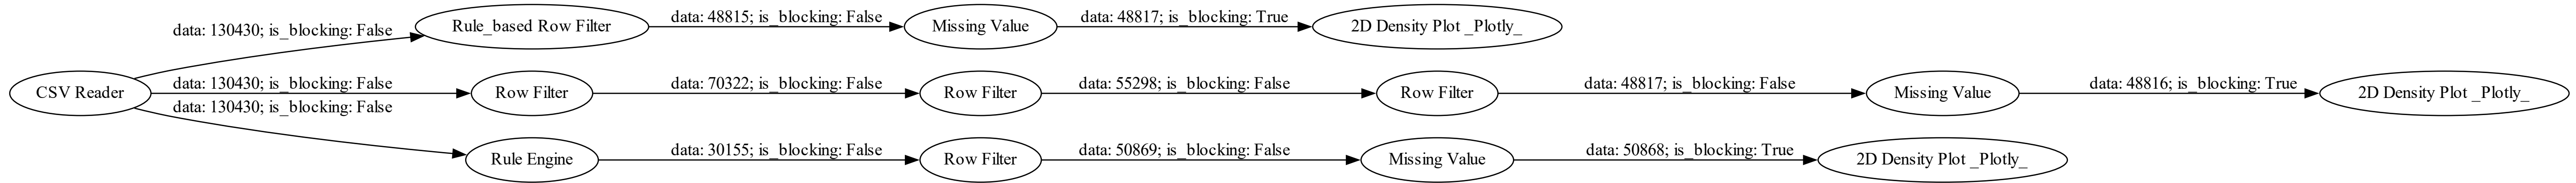 data: 130430; is_blocking: False
Rule_based Row Filter
data: 48815; is_blocking: False
Missing Value
data: 48817; is_blocking: True
2D Density Plot _Plotly_
CSV Reader
data: 130430; is_blocking: False
Row Filter
data: 70322; is_blocking: False
Row Filter
data: 55298; is_blocking: False
Row Filter
data: 48817; is_blocking: False
Missing Value
data: 48816; is_blocking: True
2D Density Plot _Plotly_
data: 130430; is_blocking: False
Rule Engine
data: 30155; is_blocking: False
Row Filter
data: 50869; is_blocking: False
Missing Value
data: 50868; is_blocking: True
2D Density Plot _Plotly_